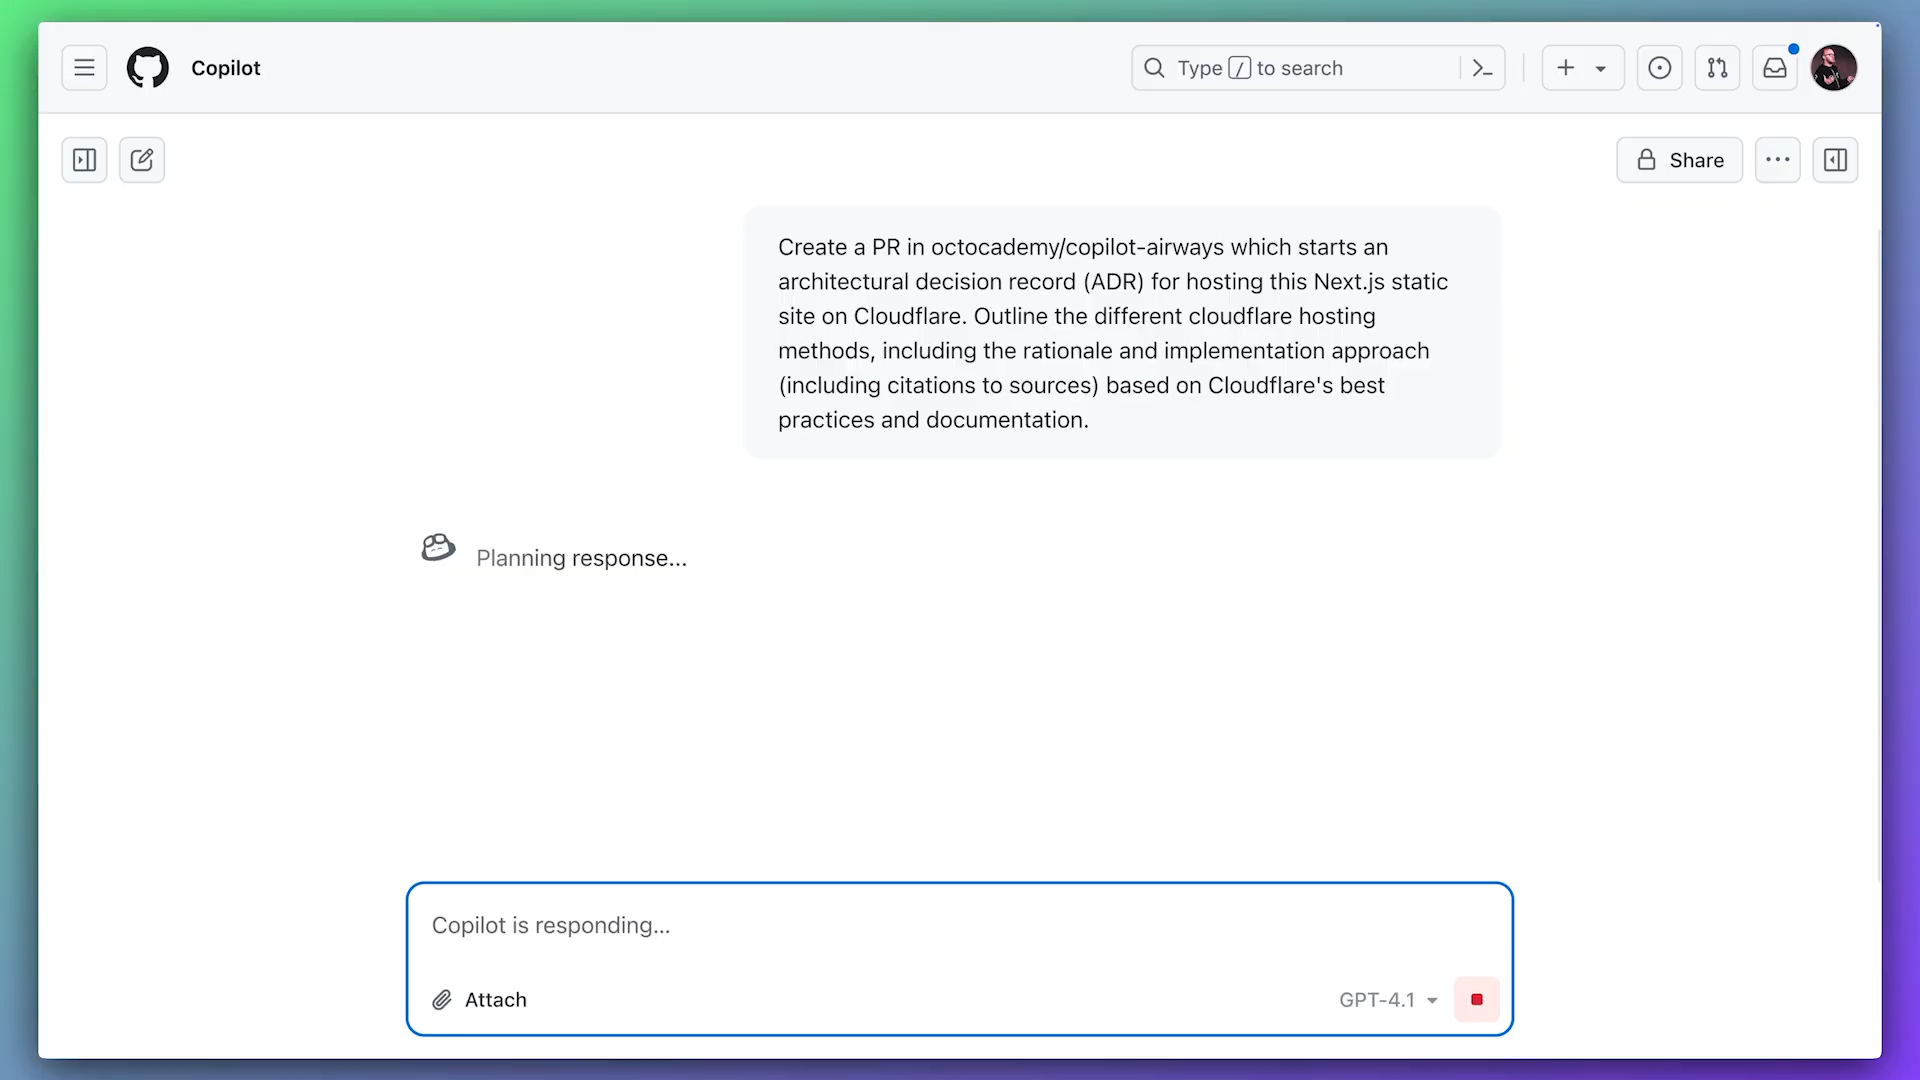 Copilot
Type / to search
Share
Create a PR in octocademy/copilot-airways which starts an
architectural decision record (ADR) for hosting this Next.js static
site on Cloudflare. Outline the different cloudflare hosting
methods, including the rationale and implementation approach
(including citations to sources) based on Cloudflare's best
practices and documentation.
Planning response...
Copilot is responding...
Attach
GPT-4.1